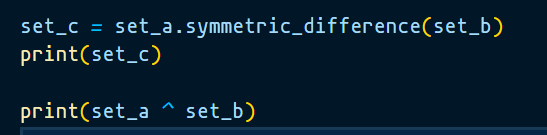 set_c = set_a.symmetric_difference(set_b)
print(set_c)
print(set_a ^ set_b)